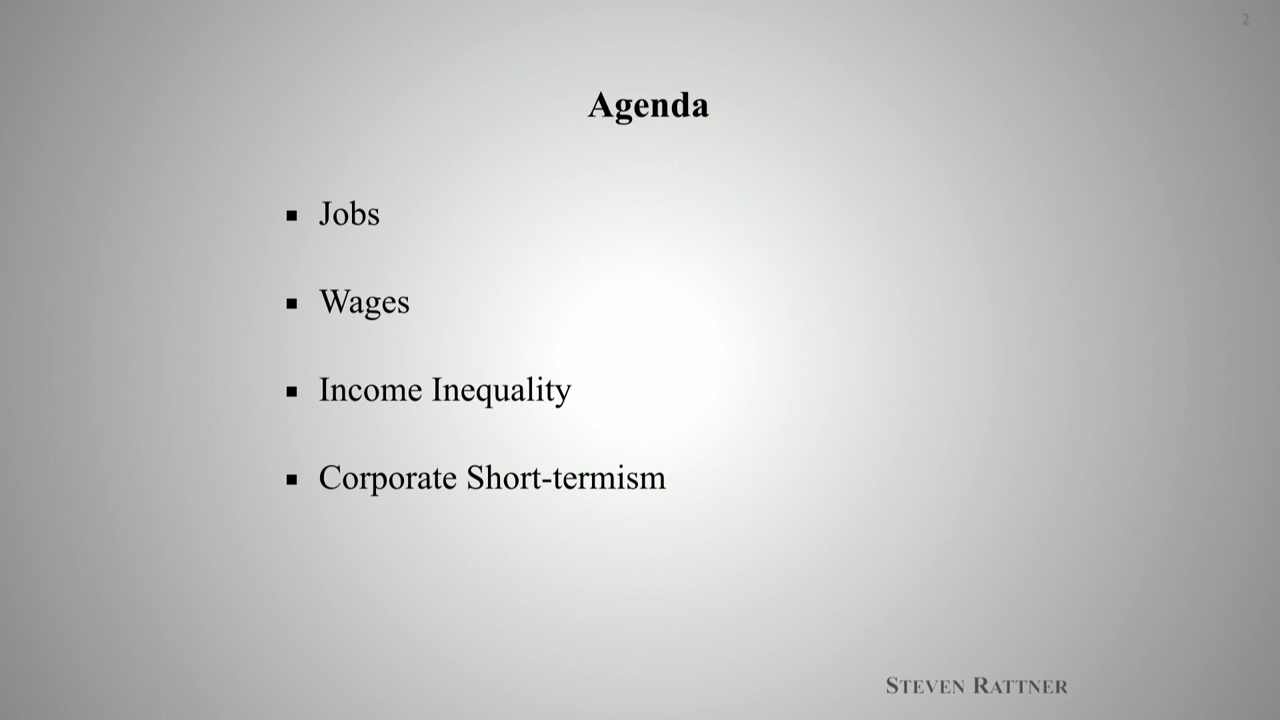 2
Agenda
▪ Jobs
▪ Wages
▪ Income Inequality
▪ Corporate Short-termism
STEVEN RATTNER